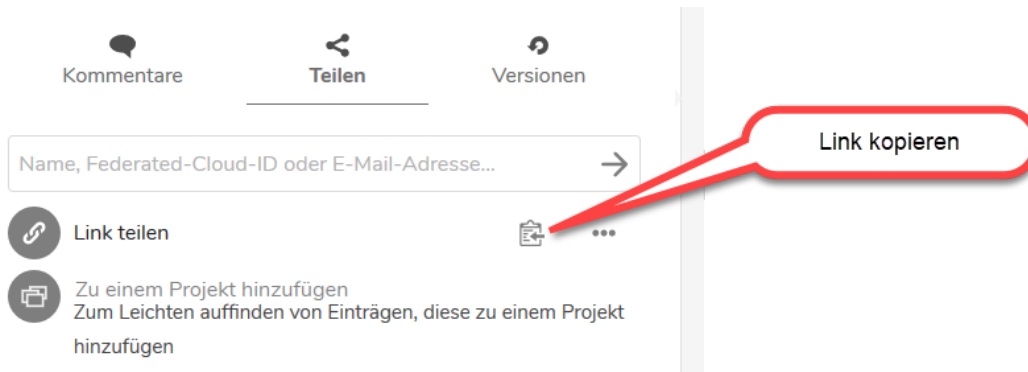 Kommentare
Teilen
Versionen
Link kopieren
Name, Federated-Cloud-ID oder E-Mail-Adresse...
Link teilen
Zu einem Projekt hinzufügen
Zum Leichten auffinden von Einträgen, diese zu einem Projekt
hinzufügen